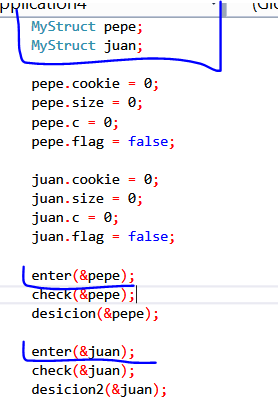 pplication4
MyStruct pepe;
MyStruct juan;
pepe.cookie = 0;
pepe.size = 0;
pepe.c = 0;
pepe.flag = false;
juan.cookie = 0;
juan.size = 0;
juan.c = 0;
juan.flag = false;
enter(&pepe);
check(&pepe);
desicion(&pepe);
enter(&juan);
check(&juan);
desicion2(&juan);